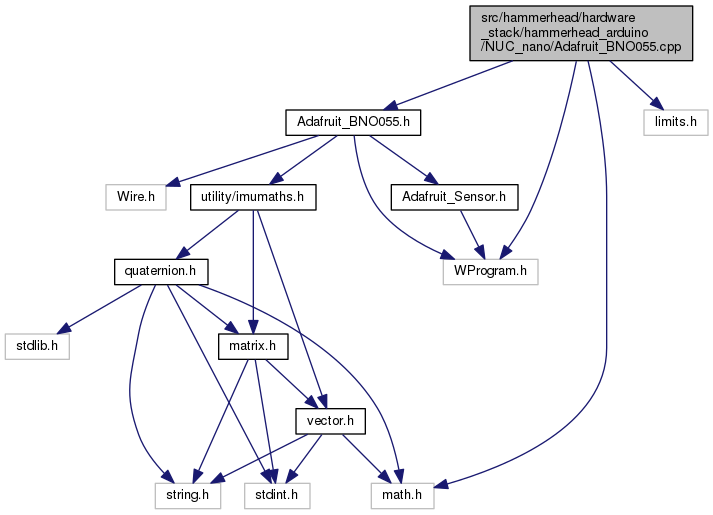 src/hammerhead/hardware
_stack/hammerhead_arduino
/NUC_nano/Adafruit_BNO055.cpp
Adafruit_BNO055.h
limits.h
Wire.h
utility/imumaths.h
Adafruit_Sensor.h
quaternion.h
WProgram.h
stdlib.h
matrix.h
vector.h
string.h
stdint.h
math.h